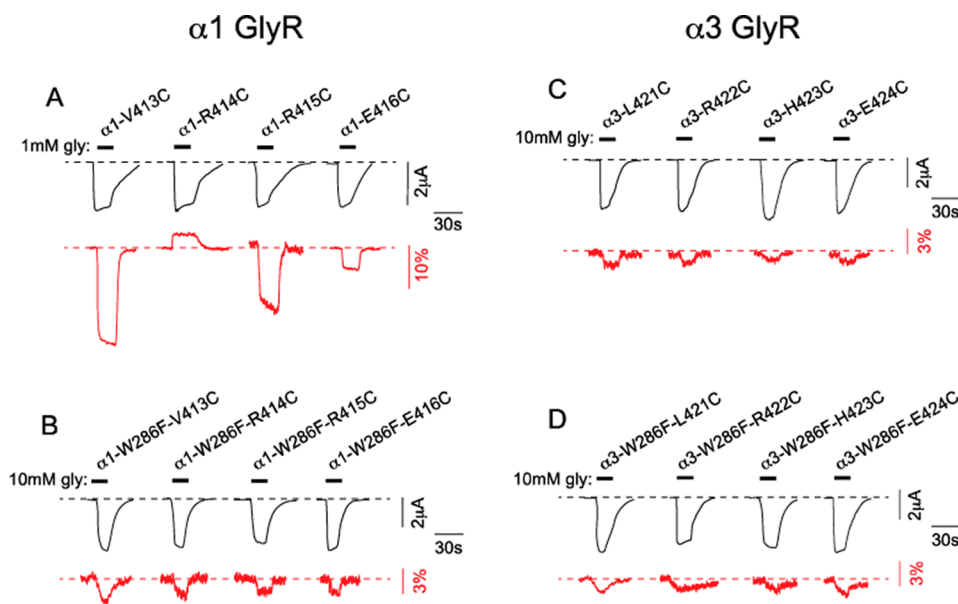 α1 GlyR
α3 GlyR
A
α1-V413C
α1-R414C
α1-R415C
α1-E416C
1mM gly:
2μA
30s
10%
C
α3-L421C
α3-R422C
α3-H423C
α3-E424C
10mM gly:
2μA
30s
3%
B
α1-W286F-V413C
α1-W286F-R414C
α1-W286F-R415C
α1-W286F-E416C
10mM gly:
2μA
30s
3%
D
α3-W286F-L421C
α3-W286F-R422C
α3-W286F-H423C
α3-W286F-E424C
10mM gly:
2μA
30s
3%